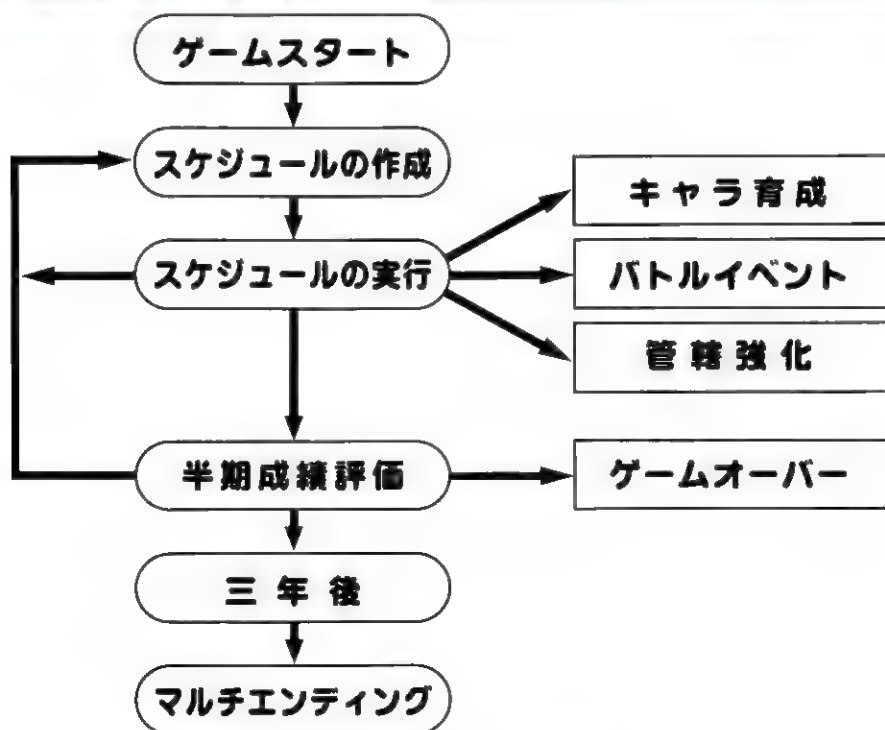 ゲームスタート
スケジュールの作成
スケジュールの実行
キャラ育成
バトルイベント
管轄強化
半期成績評価
ゲームオーバー
三年後
マルチエンディング